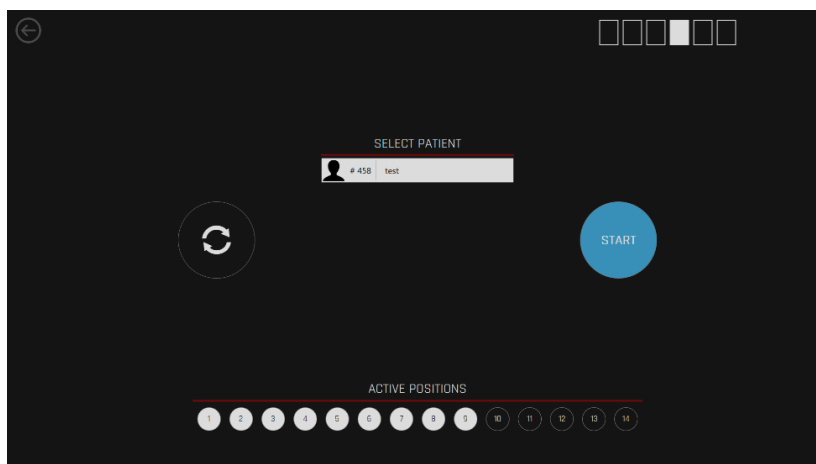 SELECT PATIENT
# 458 test
START
ACTIVE POSITIONS
1 2 3 4 5 6 7 8 9 10 11 12 13 14